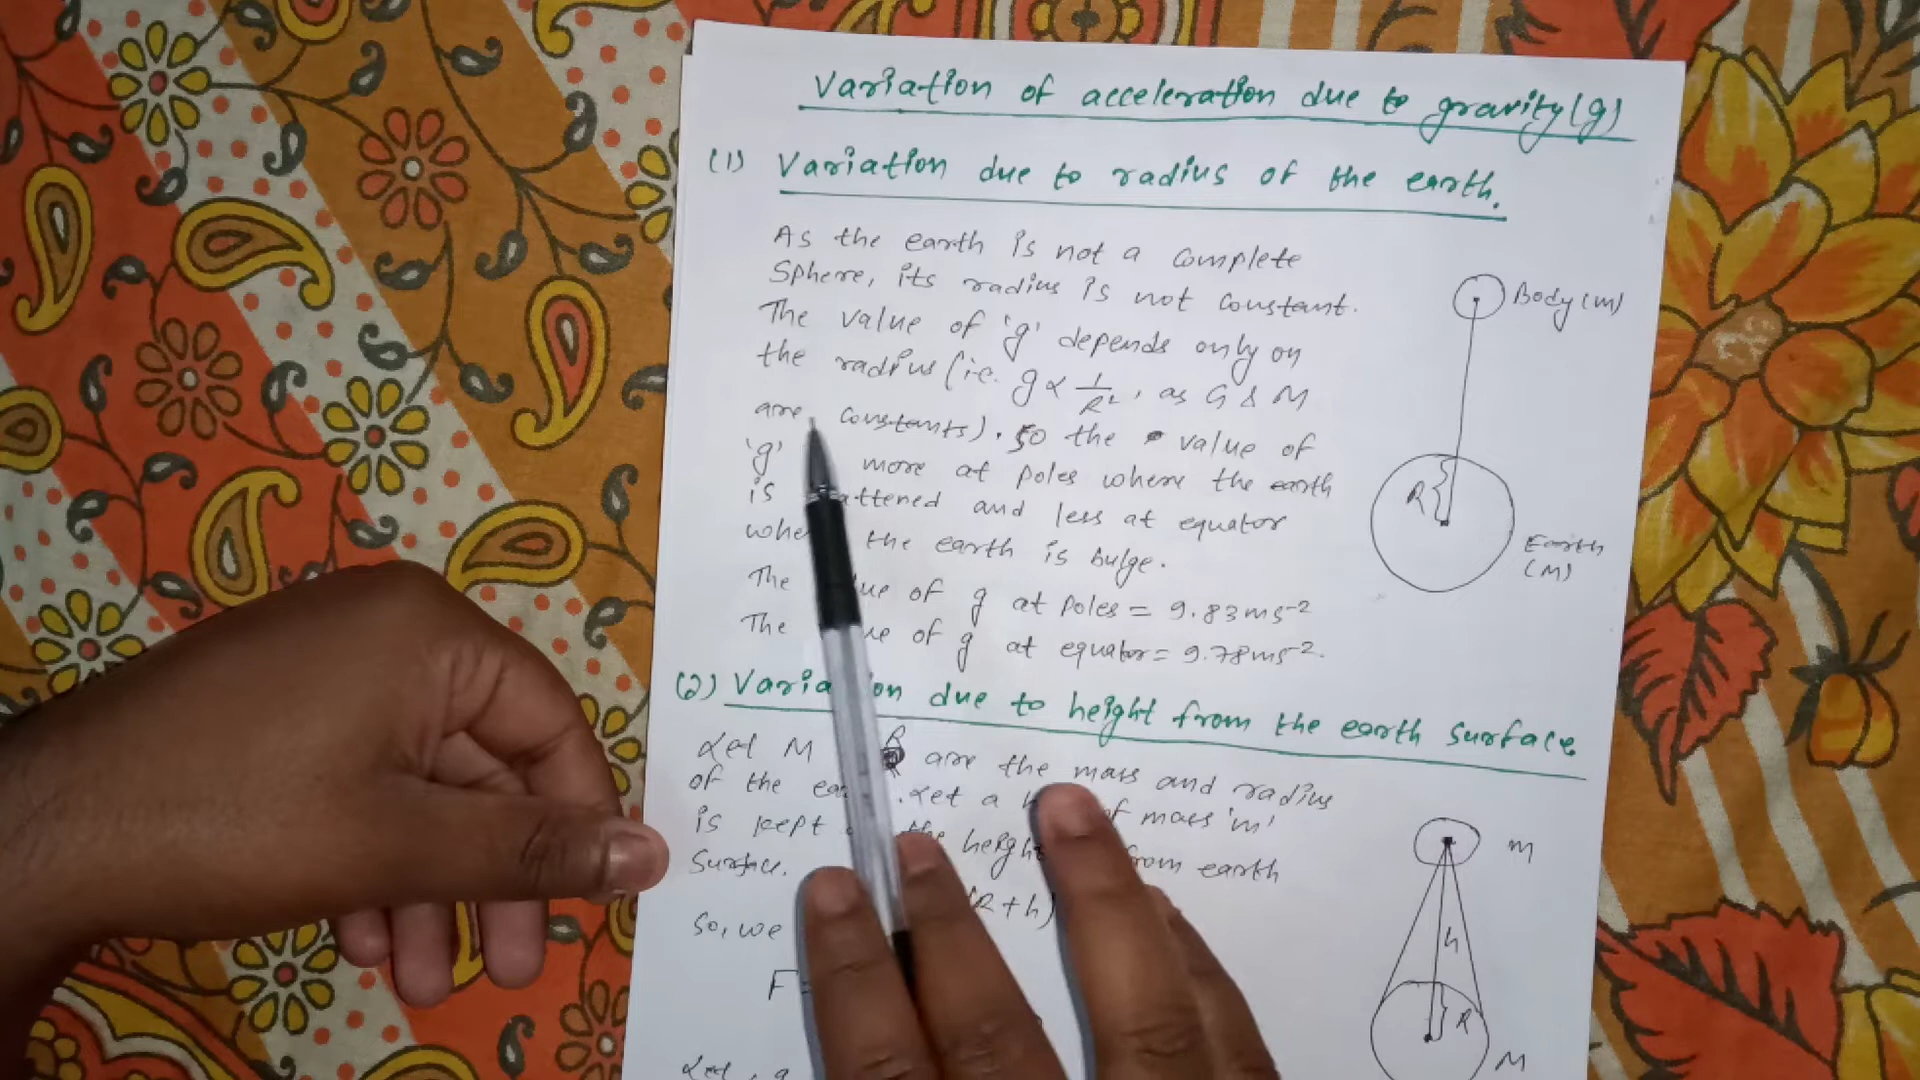 Variation of acceleration due to gravity (g)
(1) Variation due to radius of the earth.
As the earth is not a complete
Sphere, its radius is not constant.
The value of 'g' depends only on
the radius (i.e. g ∝ 1/R², as G & M
are constants). so the value of
'g' more at poles where the earth
is attened and less at equator
whe the earth is bulge.
The ue of g at poles = 9.83ms-2
The ue of g at equator = 9.78ms-2.
Body (m)
R
Earth
(M)
(2) Varia on due to height from the earth surface
Let M R are the mass and radius
of the ea . Let a of mass 'm'
is kept the height from earth
Surface.
So, we (R+h)
F =
Let, g
m
h
R
M